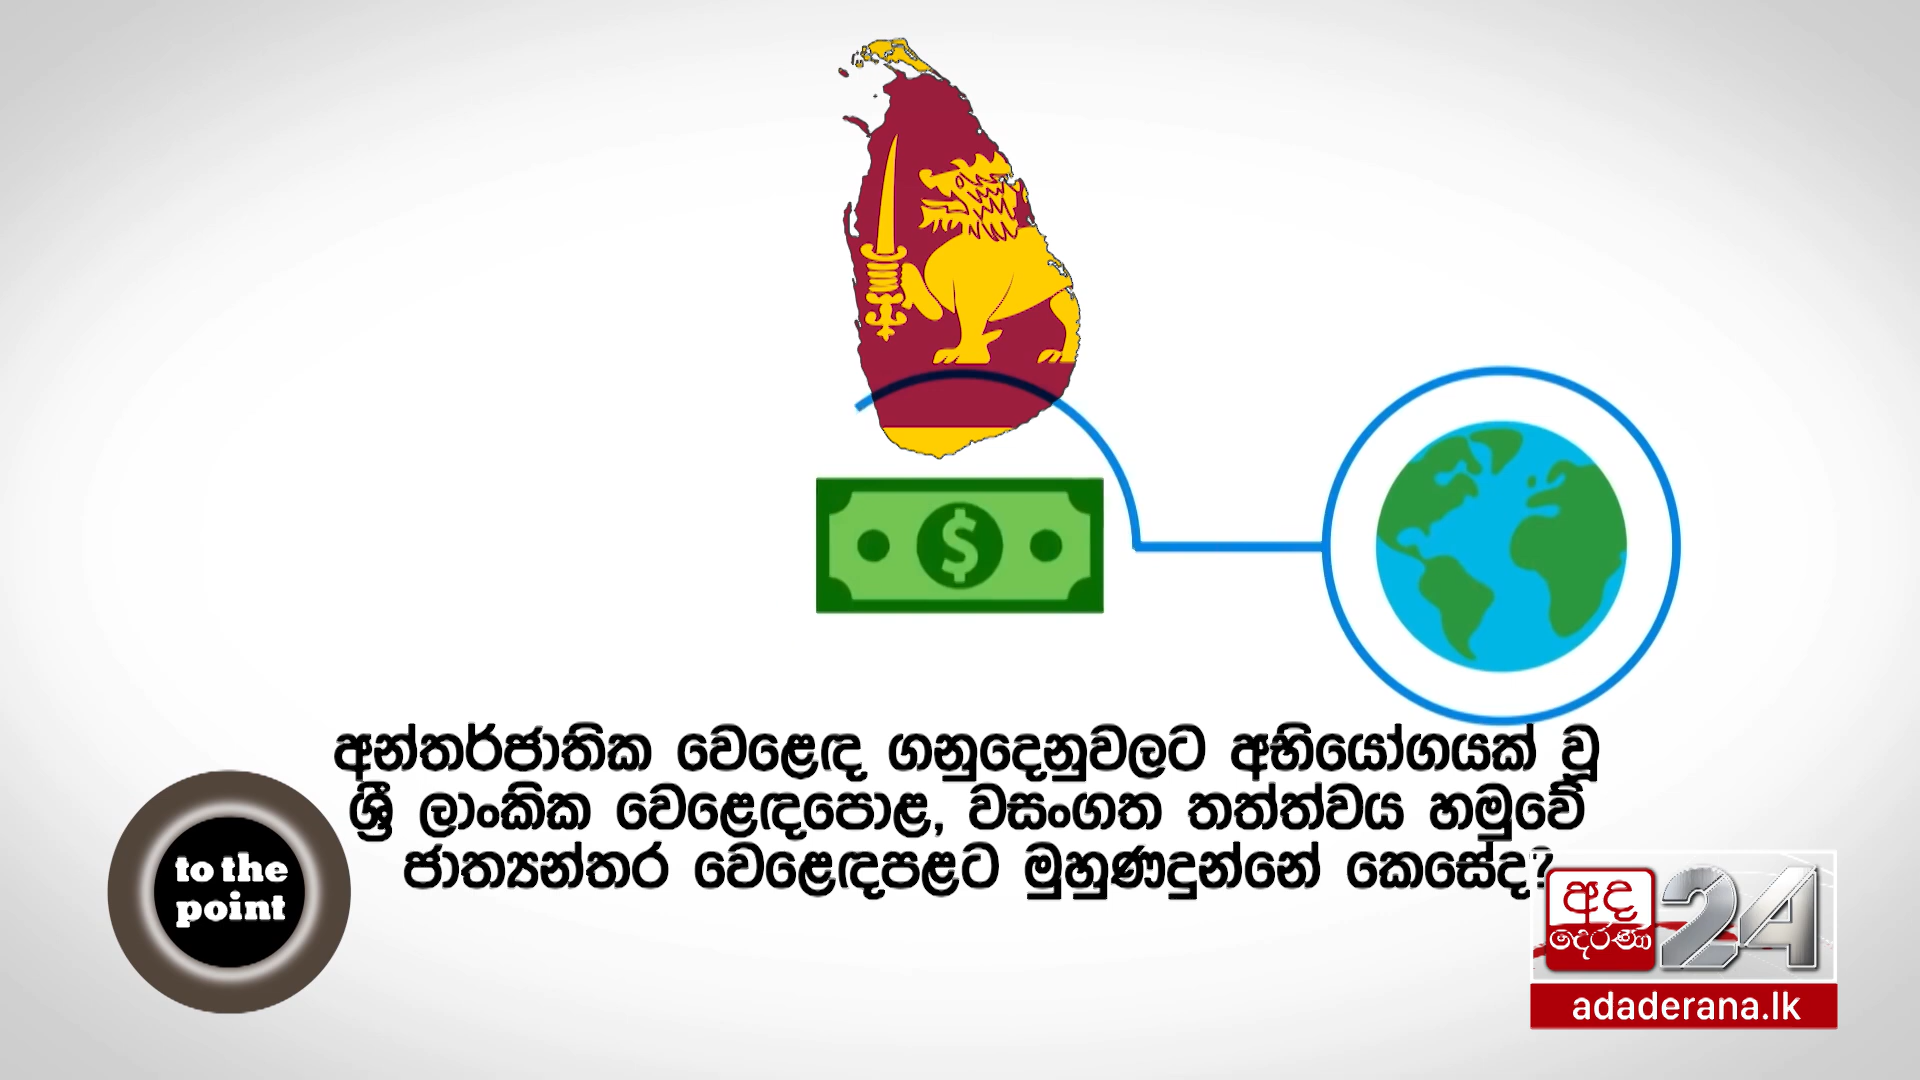 අන්තර්ජාතික වෙළෙඳ ගනුදෙනුවලට අභියෝගයක් වූ
ශ්‍රී ලාංකික වෙළෙඳපොළ, වසංගත තත්ත්වය හමුවේ
ජාත්‍යන්තර වෙළෙඳපළට මුහුණදුන්නේ කෙසේද?
to the
point
අද
දෙරණ
24
adaderana.lk